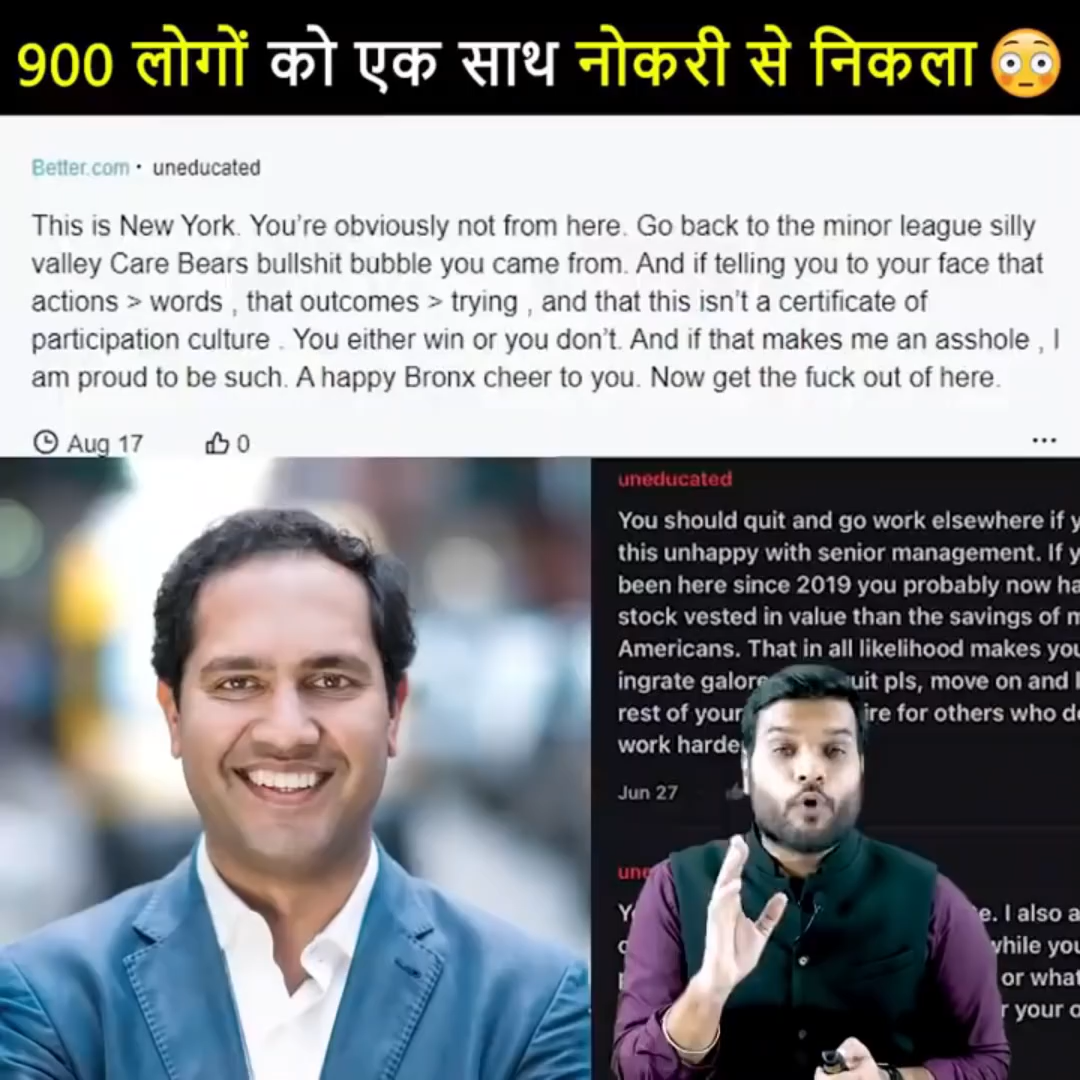 900 लोगों को एक साथ नोकरी से निकला
Better.com • uneducated
This is New York. You're obviously not from here. Go back to the minor league silly
valley Care Bears bullshit bubble you came from. And if telling you to your face that
actions > words , that outcomes > trying , and that this isn't a certificate of
participation culture . You either win or you don't. And if that makes me an asshole , I
am proud to be such. A happy Bronx cheer to you. Now get the fuck out of here.
Aug 17 0
uneducated
You should quit and go work elsewhere if
this unhappy with senior management. If
been here since 2019 you probably now
stock vested in value than the savings of
Americans. That in all likelihood makes you
ingrate galore pls, move on and
rest of your for others who
work
Jun 27
I also
while you
or what
your